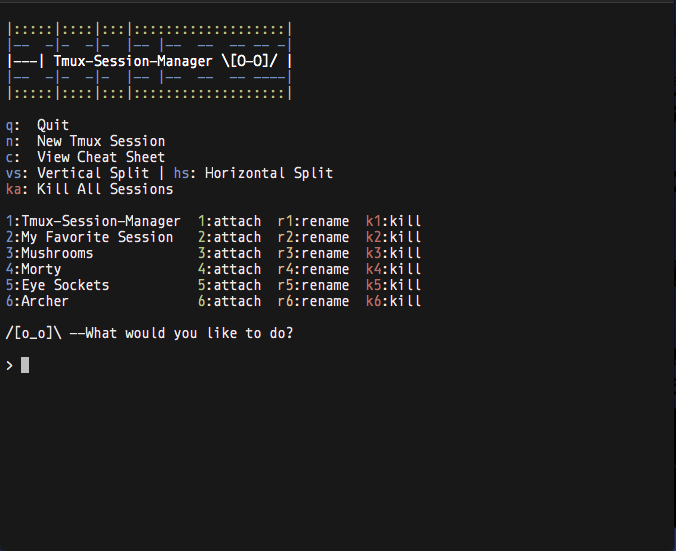 |:::::|::::|:::|:::::::::::::::::::|
|––  –|–  –|–  |–– |––  ––  –– –– –|
|---| Tmux-Session-Manager \[O-O]/ |
|––  –|–  –|–  |–– |––  ––  –– ––––|
|:::::|::::|:::|:::::::::::::::::::|
q:  Quit
n:  New Tmux Session
c:  View Cheat Sheet
vs: Vertical Split | hs: Horizontal Split
ka: Kill All Sessions
1:Tmux-Session-Manager  1:attach  r1:rename  k1:kill
2:My Favorite Session   2:attach  r2:rename  k2:kill
3:Mushrooms             3:attach  r3:rename  k3:kill
4:Morty                 4:attach  r4:rename  k4:kill
5:Eye Sockets           5:attach  r5:rename  k5:kill
6:Archer                6:attach  r6:rename  k6:kill
/[o_o]\ --What would you like to do?
>